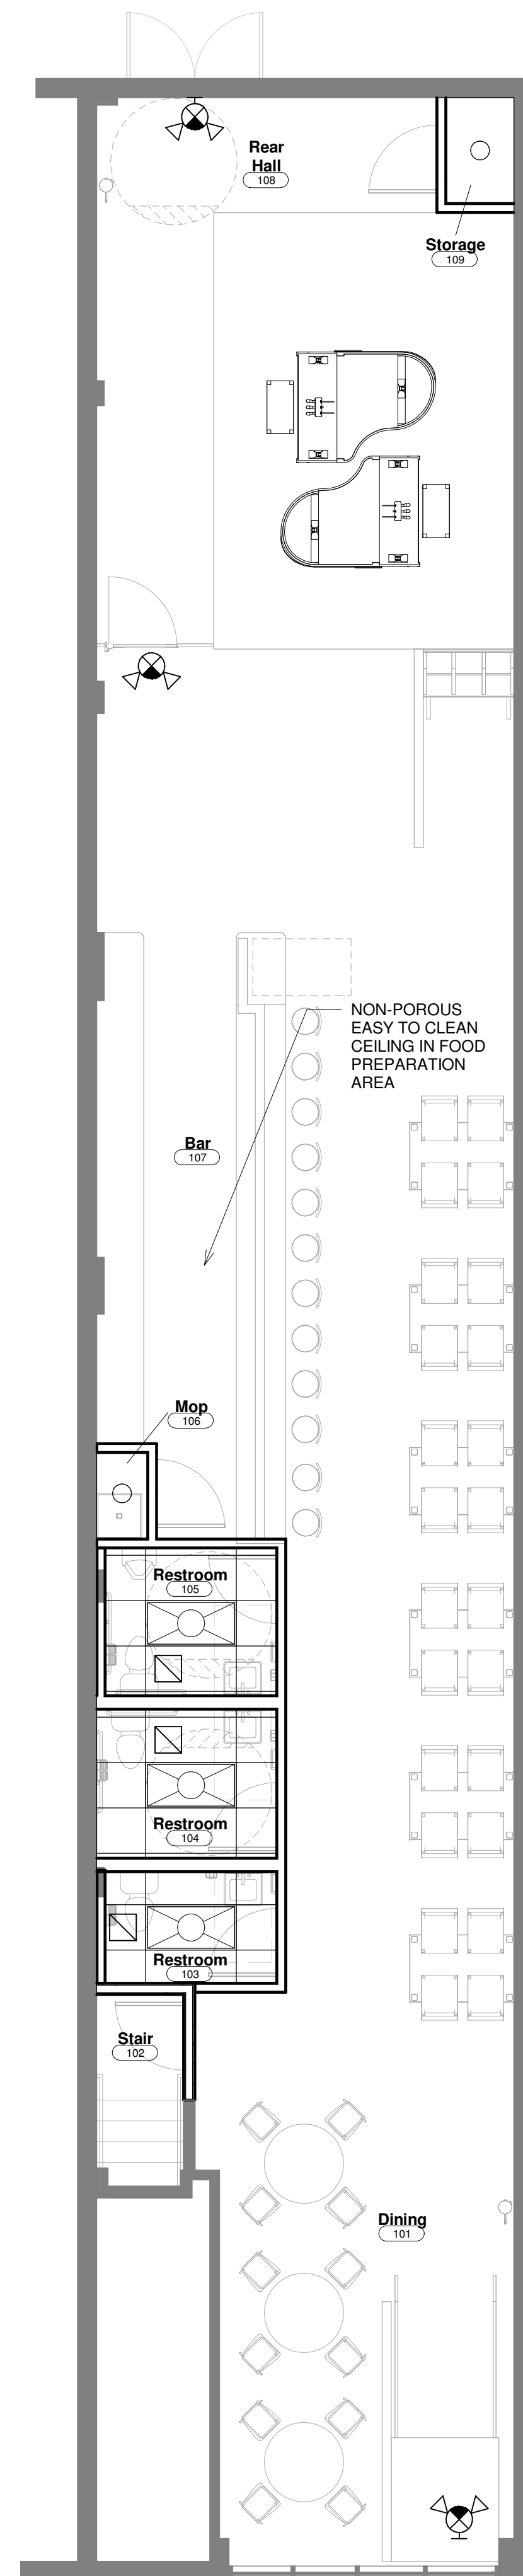 Rear
Hall
108
Storage
109
NON-POROUS
EASY TO CLEAN
CEILING IN FOOD
PREPARATION
AREA
Bar
107
Mop
106
Restroom
105
Restroom
104
Restroom
103
Stair
102
Dining
101